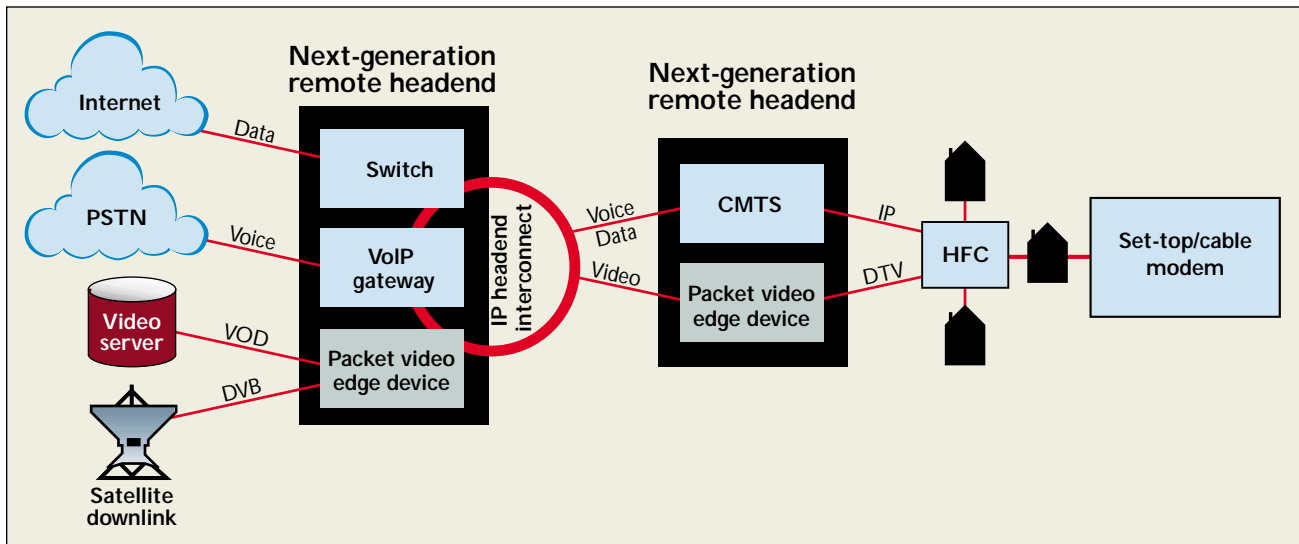 Next-generation
remote headend
Next-generation
remote headend
Internet
Data
Switch
PSTN
Voice
VoIP
gateway
Video
server
VOD
Packet video
edge device
DVB
Satellite
downlink
IP headend
interconnect
Voice
Data
Video
CMTS
Packet video
edge device
IP
DTV
HFC
Set-top/cable
modem